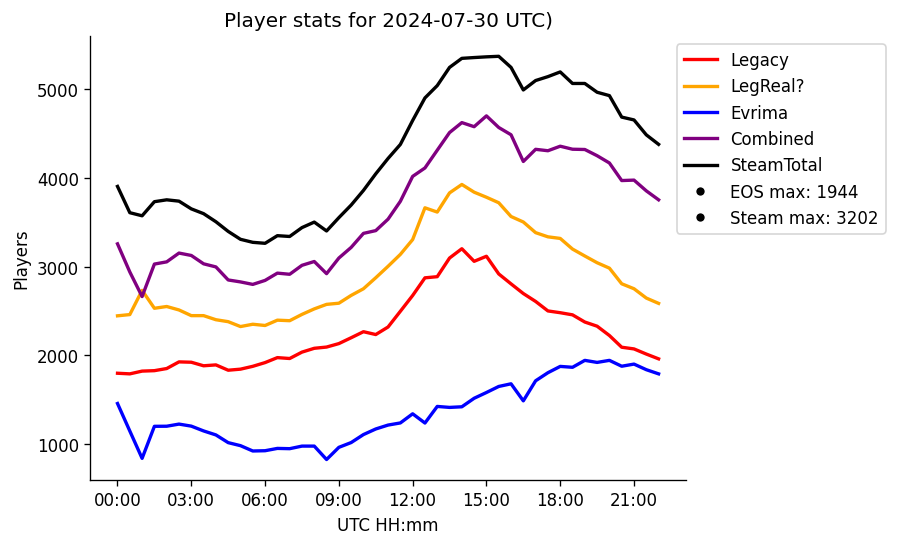 Player stats for 2024-07-30 UTC)
Legacy
LegReal?
Evrima
Combined
SteamTotal
EOS max: 1944
Steam max: 3202
Players
5000
4000
3000
2000
1000
00:00 03:00 06:00 09:00 12:00 15:00 18:00 21:00
UTC HH:mm